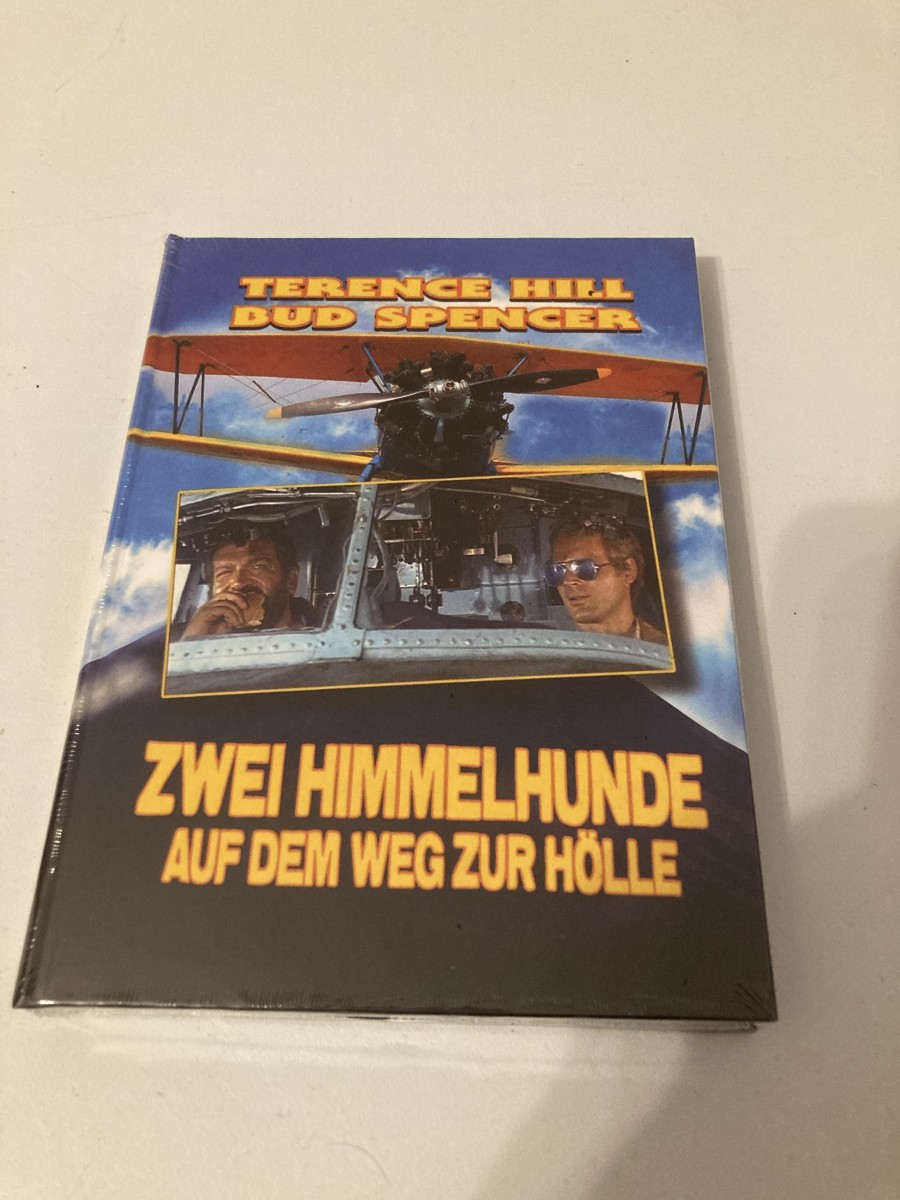 TERENCE HILL
BUD SPENCER
ZWEI HIMMELHUNDE
AUF DEM WEG ZUR HÖLLE